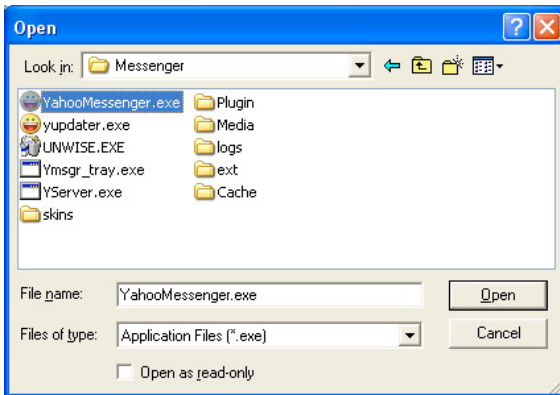 Open
Look in: Messenger
YahooMessenger.exe Plugin
yupdater.exe Media
UNWISE.EXE logs
Ymsgr_tray.exe ext
YServer.exe Cache
skins
File name: YahooMessenger.exe Open
Files of type: Application Files (*.exe) Cancel
Open as read-only